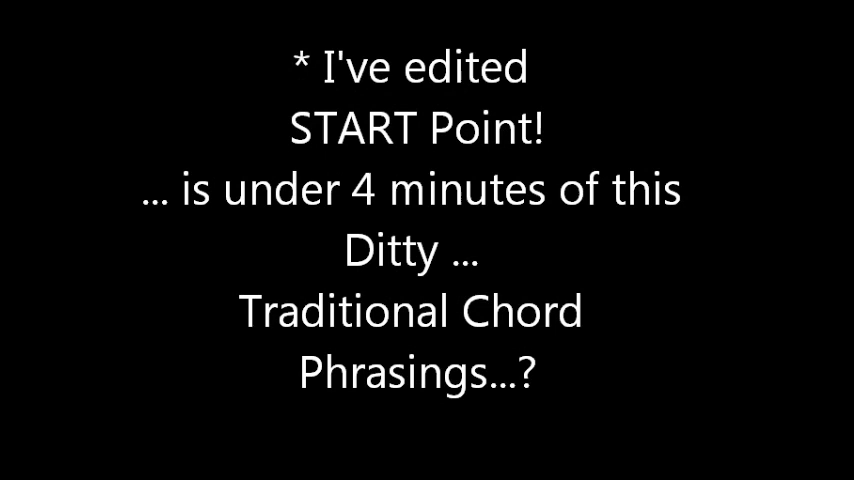 * I've edited
START Point!
... is under 4 minutes of this
Ditty ...
Traditional Chord
Phrasings...?